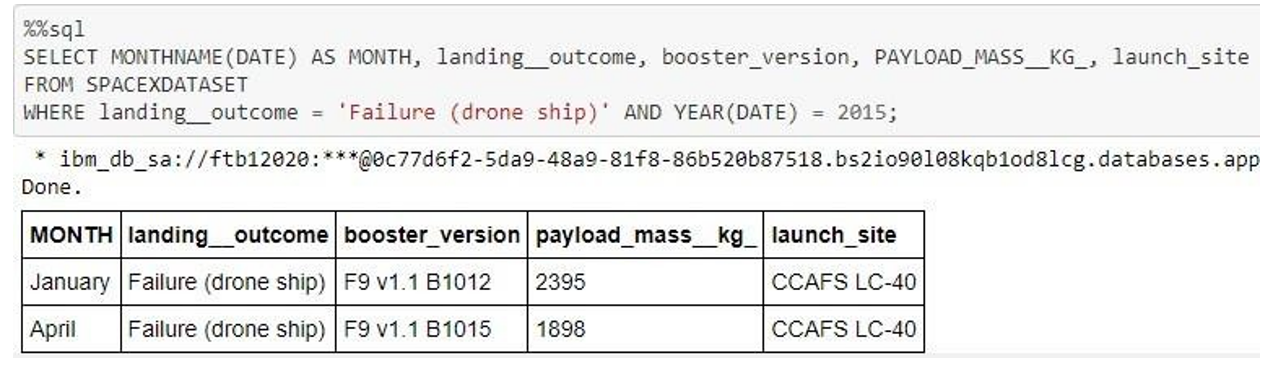 %%sql
SELECT MONTHNAME(DATE) AS MONTH, landing__outcome, booster_version, PAYLOAD_MASS__KG_, launch_site
FROM SPACEXDATASET
WHERE landing__outcome = 'Failure (drone ship)' AND YEAR(DATE) = 2015;
* ibm_db_sa://ftb12020:***@0c77d6f2-5da9-48a9-81f8-86b520b87518.bs2io90l08kqb1od8lcg.databases.app
Done.
MONTH landing__outcome booster_version payload_mass__kg_ launch_site
January Failure (drone ship) F9 v1.1 B1012 2395 CCAFS LC-40
April Failure (drone ship) F9 v1.1 B1015 1898 CCAFS LC-40